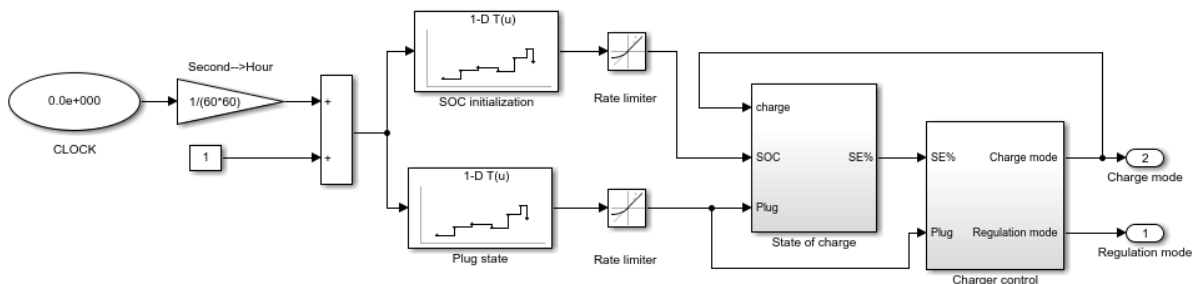 1-D T(u)
SOC initialization
Rate limiter
Second-->Hour
0.0e+000
1/(60*60)
+
CLOCK
1
+
charge
SOC
SE%
Plug
State of charge
SE%
Charge mode
Plug
Regulation mode
Charger control
2
Charge mode
1
Regulation mode
1-D T(u)
Plug state
Rate limiter